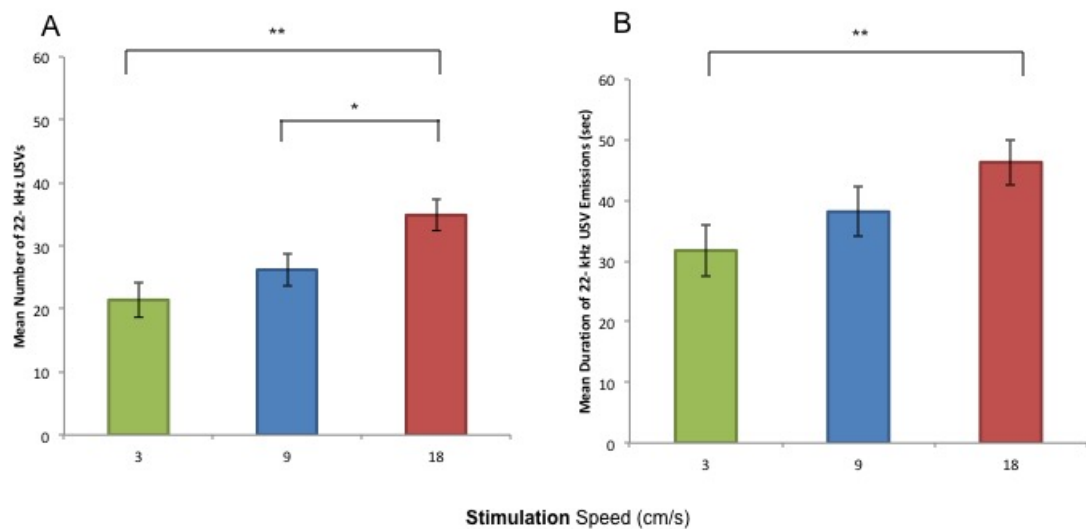 A
**
*
Mean Number of 22- kHz USVs
60
50
40
30
20
10
0
3 9 18
B
**
Mean Duration of 22- kHz USV Emissions (sec)
60
50
40
30
20
10
0
3 9 18
Stimulation Speed (cm/s)